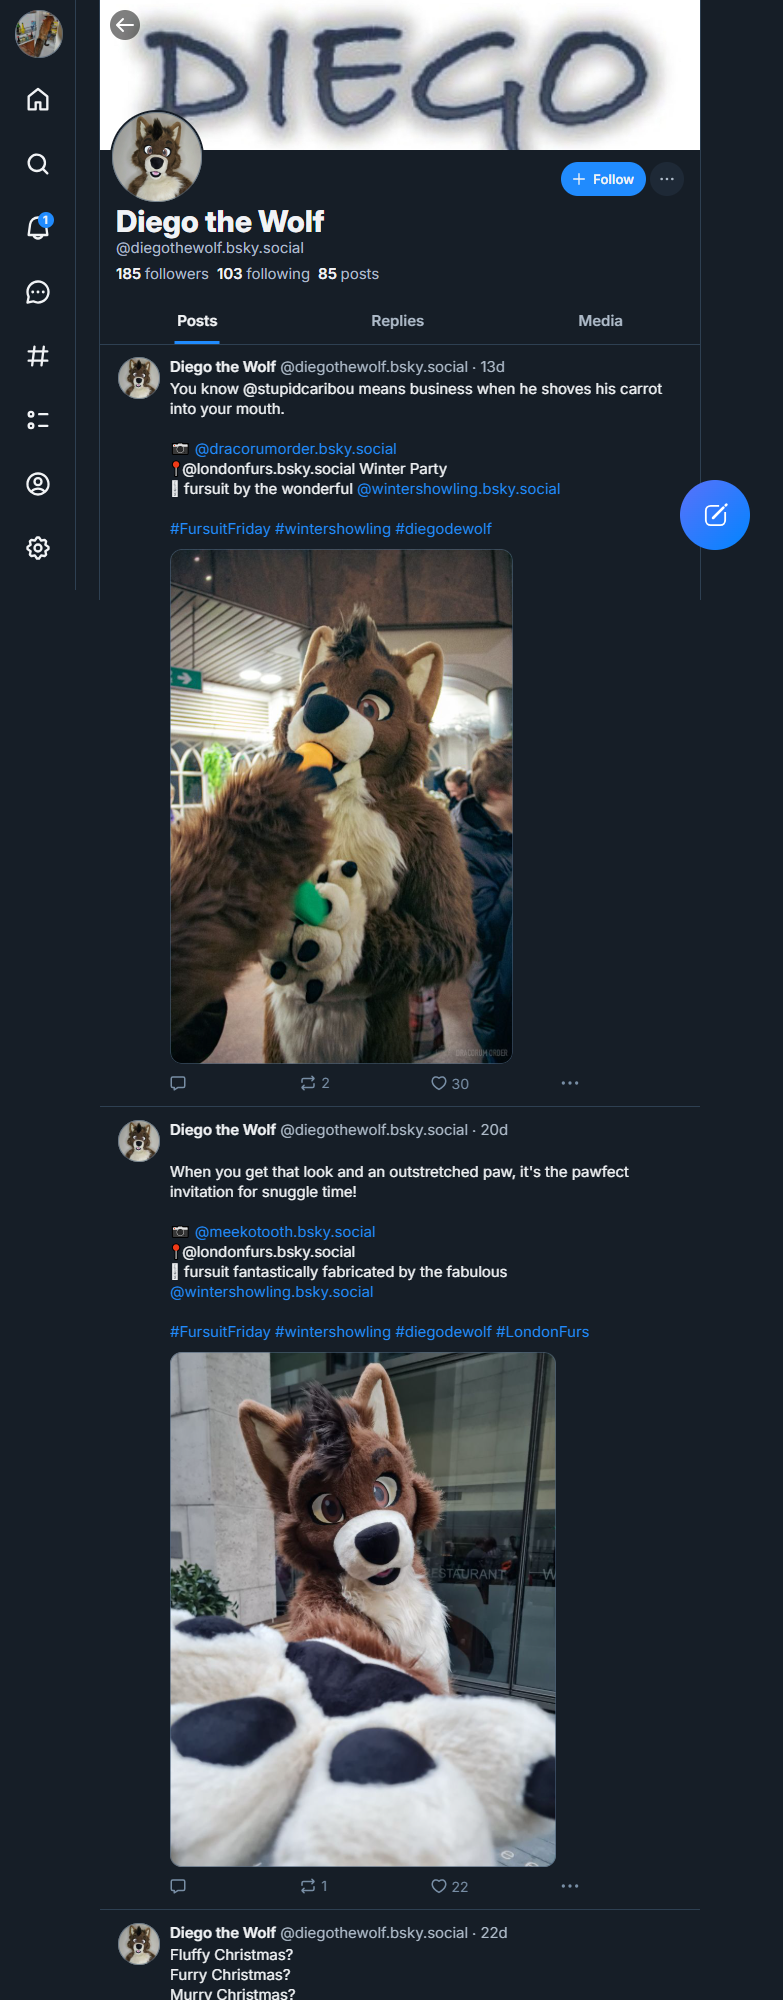 DIEGO
Follow
Diego the Wolf
@diegothewolf.bsky.social
185 followers 103 following 85 posts
Posts Replies Media
1
Diego the Wolf @diegothewolf.bsky.social · 13d
You know @stupidcaribou means business when he shoves his carrot
into your mouth.
📷 @dracorumorder.bsky.social
📍@londonfurs.bsky.social Winter Party
fursuit by the wonderful @wintershowling.bsky.social
#FursuitFriday #wintershowling #diegodewolf
DRACORUM ORDER
2 30
Diego the Wolf @diegothewolf.bsky.social · 20d
When you get that look and an outstretched paw, it's the pawfect
invitation for snuggle time!
📷 @meekotooth.bsky.social
📍@londonfurs.bsky.social
fursuit fantastically fabricated by the fabulous
@wintershowling.bsky.social
#FursuitFriday #wintershowling #diegodewolf #LondonFurs
RESTAURANT W
1 22
Diego the Wolf @diegothewolf.bsky.social · 22d
Fluffy Christmas?
Furry Christmas?
Murry Christmas?